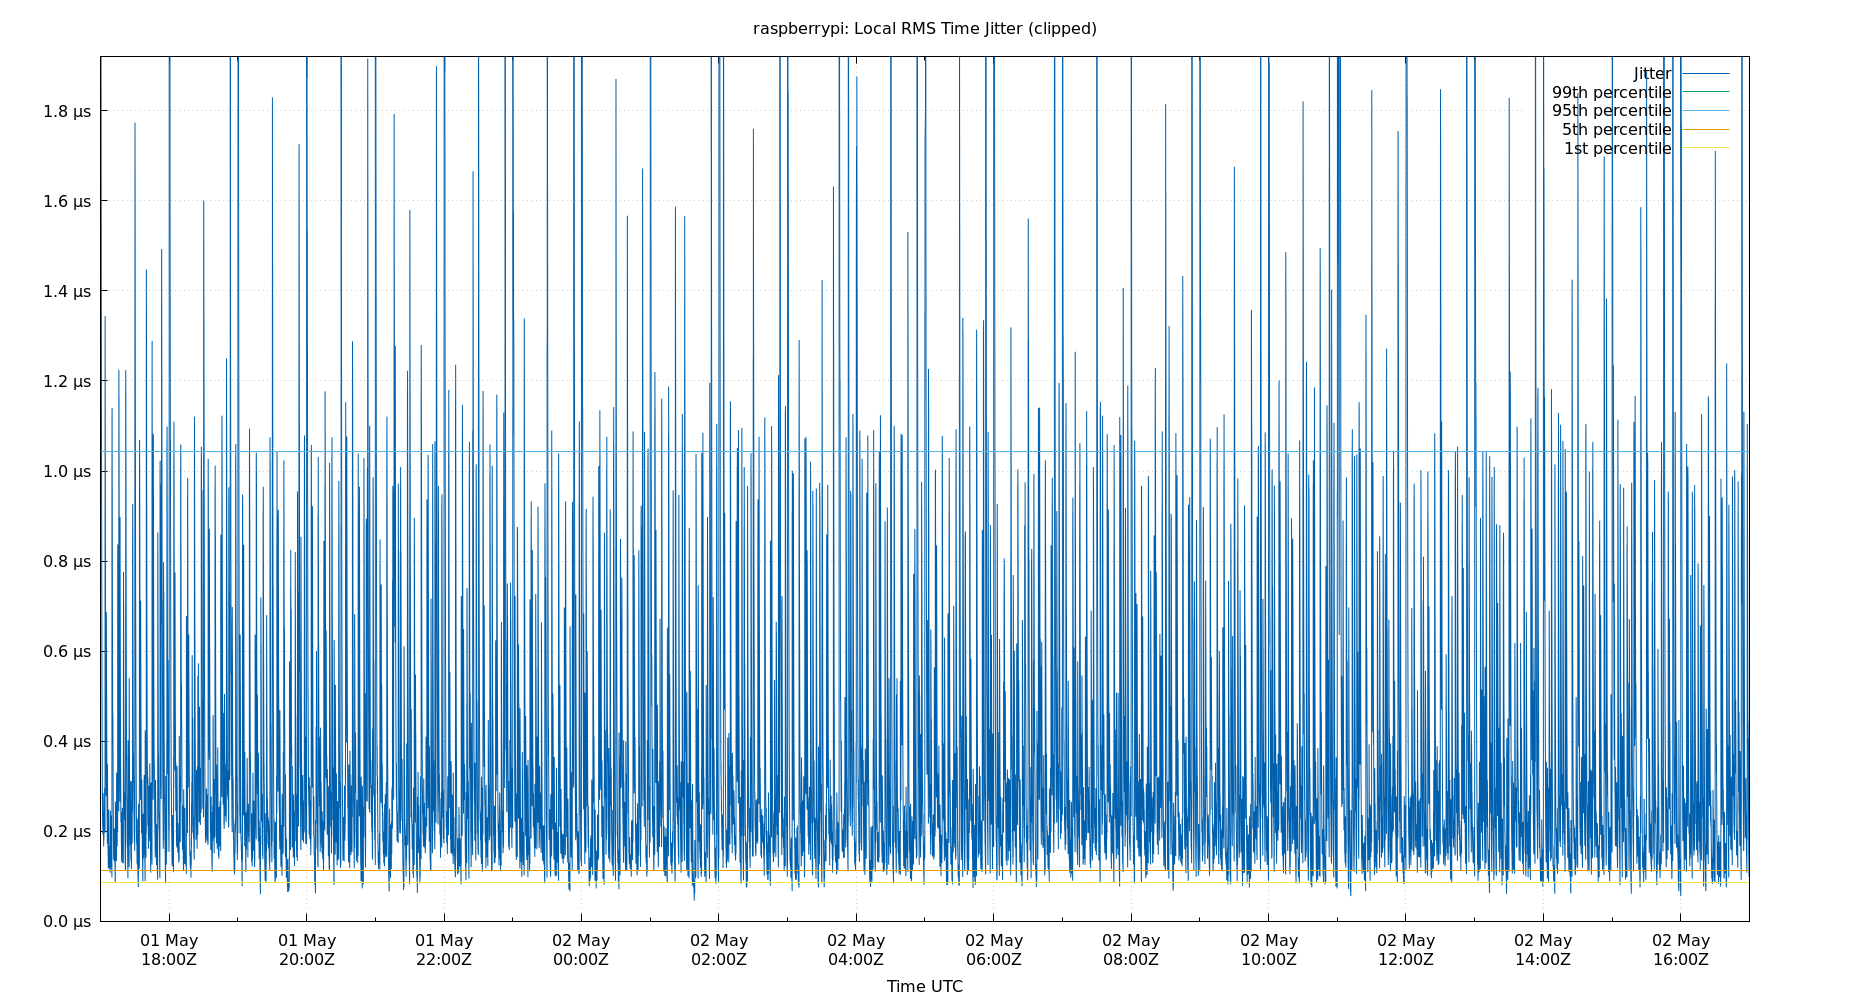 raspberrypi: Local RMS Time Jitter (clipped)
Jitter
99th percentile
95th percentile
5th percentile
1st percentile
1.8 µs
1.6 µs
1.4 µs
1.2 µs
1.0 µs
0.8 µs
0.6 µs
0.4 µs
0.2 µs
0.0 µs
01 May 01 May 01 May 02 May 02 May 02 May 02 May 02 May 02 May 02 May 02 May 02 May
18:00Z 20:00Z 22:00Z 00:00Z 02:00Z 04:00Z 06:00Z 08:00Z 10:00Z 12:00Z 14:00Z 16:00Z
Time UTC